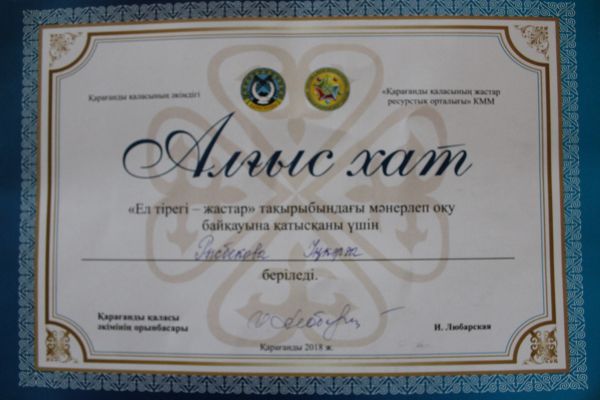 Қарағанды қаласының әкімдігі
«Қарағанды қаласының жастар
ресурстық орталығы» КММ
Алғыс хат
«Ел тірегі – жастар» тақырыбындағы мәнерлеп оқу
байқауына қатысқаны үшін
беріледі.
Қарағанды қаласы
әкімінің орынбасары
И. Любарская
Қарағанды 2018 ж.